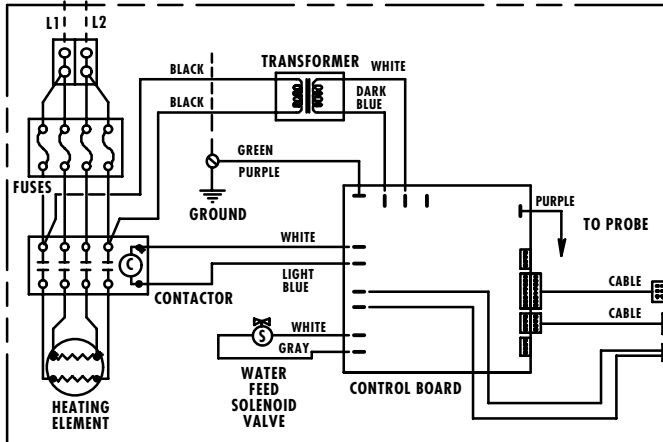 L1 L2
BLACK
TRANSFORMER
WHITE
BLACK
DARK
BLUE
GREEN
PURPLE
FUSES
GROUND
PURPLE
TO PROBE
WHITE
C
LIGHT
BLUE
CONTACTOR
CABLE
CABLE
S
WHITE
GRAY
WATER
FEED
SOLENOID
VALVE
CONTROL BOARD
HEATING
ELEMENT